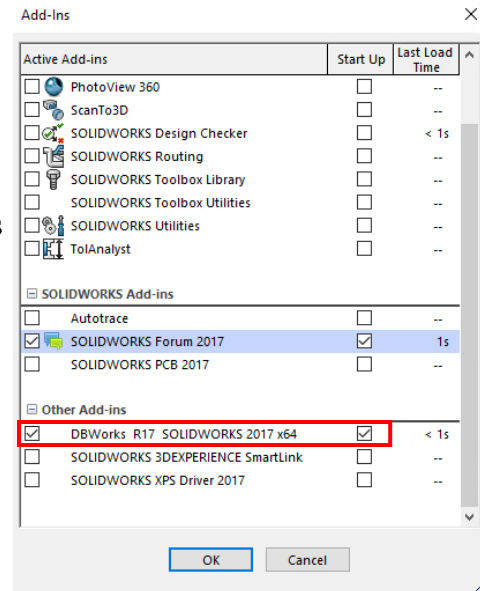 Add-Ins
Active Add-ins Start Up Last Load Time
PhotoView 360 --
ScanTo3D --
SOLIDWORKS Design Checker < 1s
SOLIDWORKS Routing --
SOLIDWORKS Toolbox Library --
SOLIDWORKS Toolbox Utilities --
SOLIDWORKS Utilities --
TolAnalyst --
SOLIDWORKS Add-ins
Autotrace --
SOLIDWORKS Forum 2017 1s
SOLIDWORKS PCB 2017 --
Other Add-ins
DBWorks R17 SOLIDWORKS 2017 x64 < 1s
SOLIDWORKS 3DEXPERIENCE SmartLink --
SOLIDWORKS XPS Driver 2017 --
OK Cancel